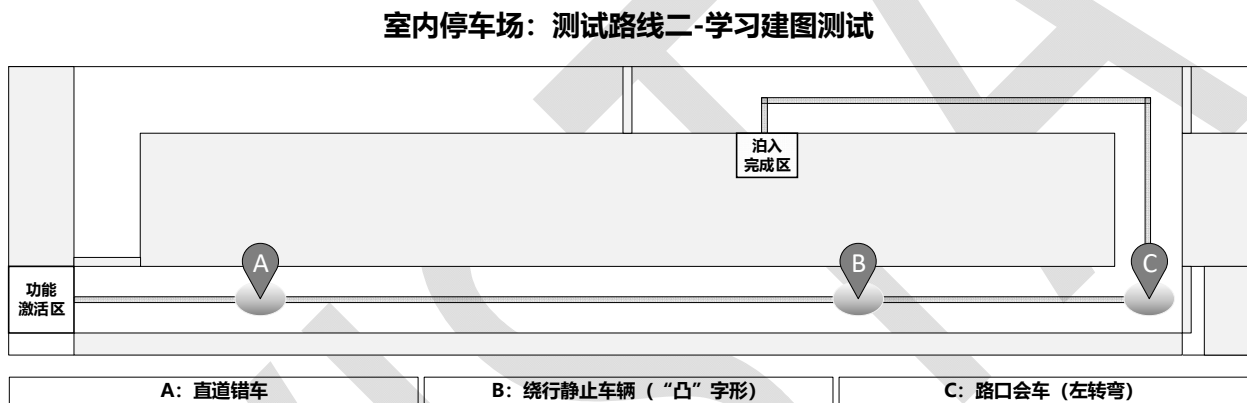 室内停车场：测试路线二-学习建图测试
泊入
完成区
A
B
C
功能
激活区
A：直道错车
B：绕行静止车辆（“凸”字形）
C：路口会车（左转弯）